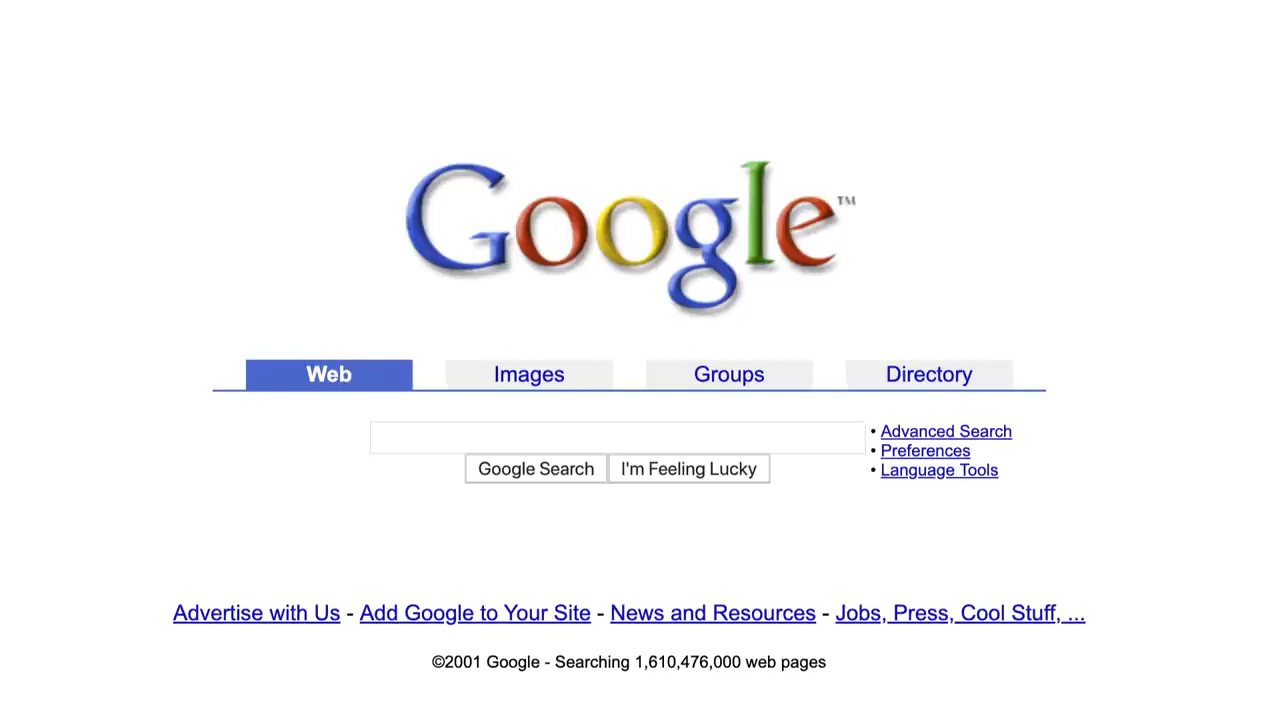 Google™
Web Images Groups Directory
• Advanced Search
• Preferences
• Language Tools
Google Search I'm Feeling Lucky
Advertise with Us - Add Google to Your Site - News and Resources - Jobs, Press, Cool Stuff, ...
©2001 Google - Searching 1,610,476,000 web pages